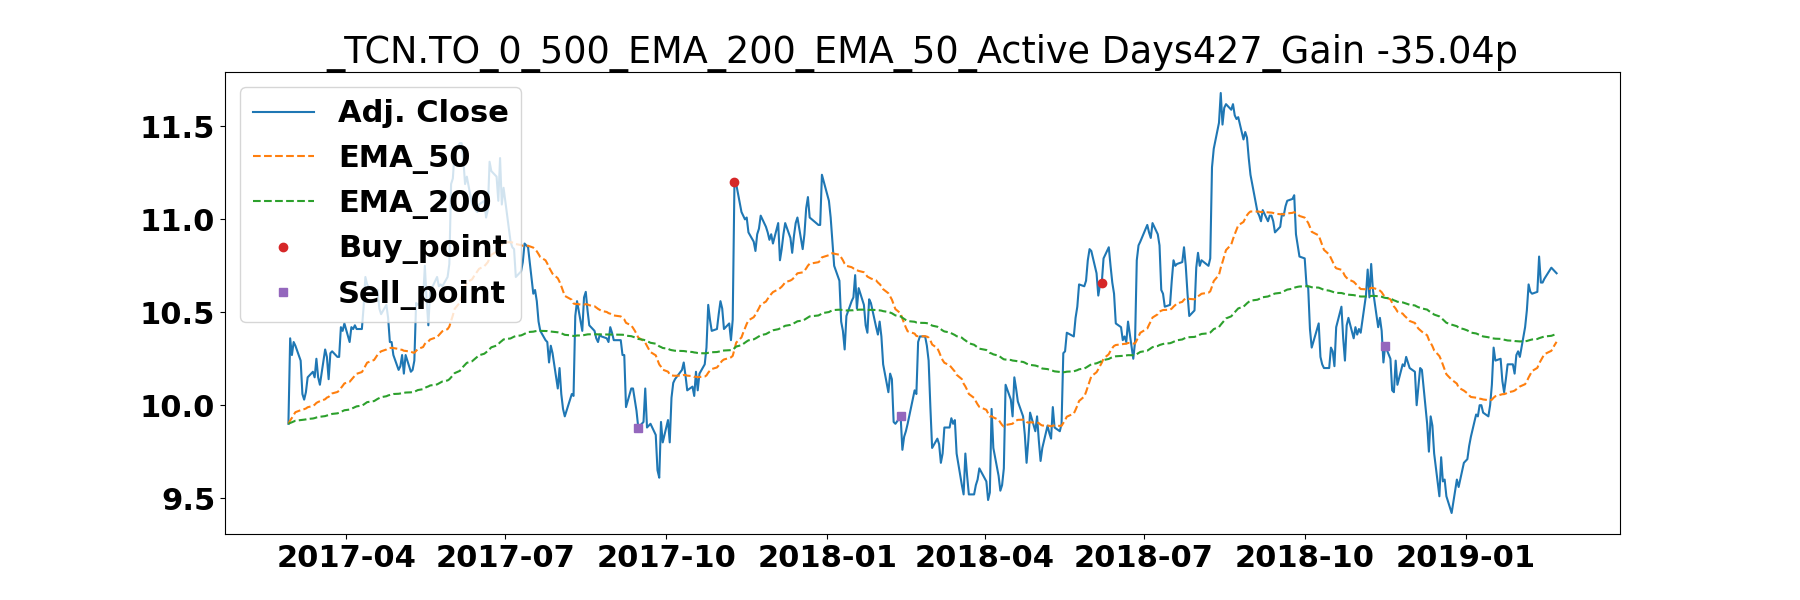 _TCN.TO_0_500_EMA_200_EMA_50_Active Days427_Gain -35.04p
Adj. Close
EMA_50
EMA_200
Buy_point
Sell_point
11.5
11.0
10.5
10.0
9.5
2017-04 2017-07 2017-10 2018-01 2018-04 2018-07 2018-10 2019-01